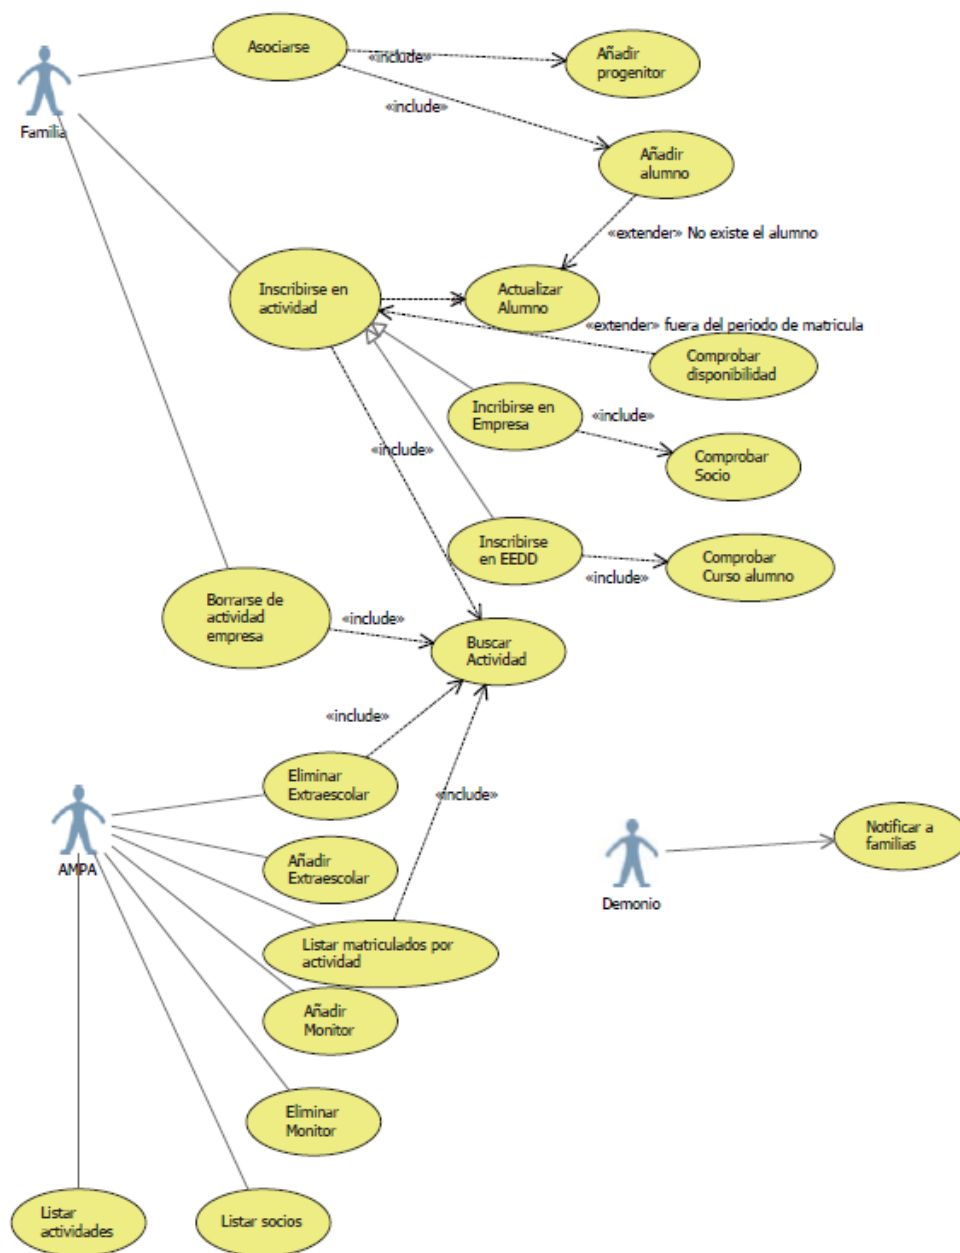 Asociarse
«include»
Añadir
progenitor
Familia
«include»
Añadir
alumno
«extender» No existe el alumno
Inscribirse en
actividad
Actualizar
Alumno
«extender» fuera del periodo de matricula
Comprobar
disponibilidad
Incribirse en
Empresa
«include»
«include»
Comprobar
Socio
Inscribirse
en EEDD
«include»
Comprobar
Curso alumno
Borrarse de
actividad
empresa
«include»
Buscar
Actividad
«include»
Eliminar
Extraescolar
«include»
AMPA
Añadir
Extraescolar
Notificar a
familias
Demonio
Listar matriculados por
actividad
Añadir
Monitor
Eliminar
Monitor
Listar
actividades
Listar socios